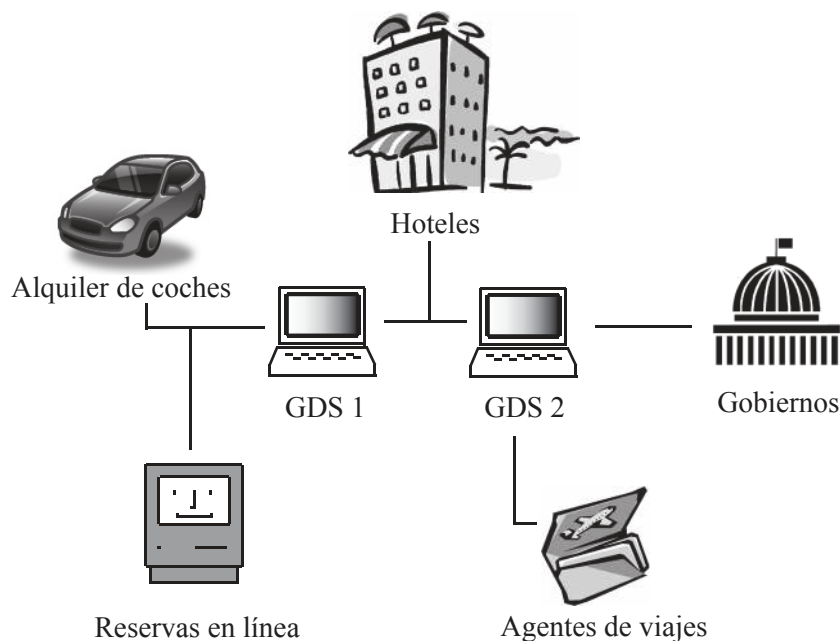 Hoteles
Alquiler de coches
GDS 1
GDS 2
Gobiernos
Reservas en línea
Agentes de viajes